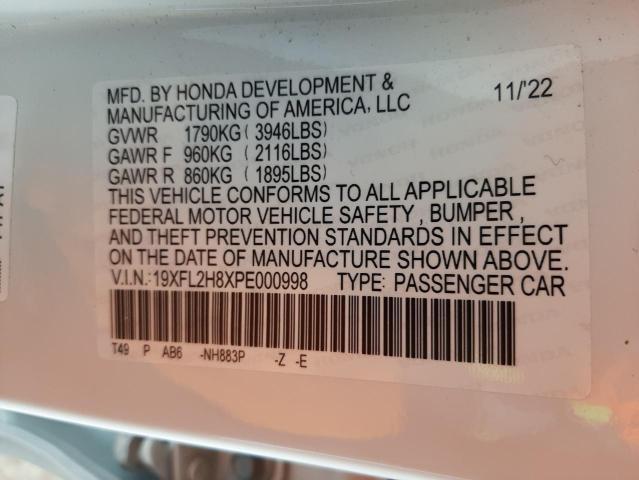 MFD. BY HONDA DEVELOPMENT & 11/'22
MANUFACTURING OF AMERICA, LLC
GVWR 1790KG ( 3946LBS)
GAWR F 960KG ( 2116LBS)
GAWR R 860KG ( 1895LBS)
THIS VEHICLE CONFORMS TO ALL APPLICABLE
FEDERAL MOTOR VEHICLE SAFETY , BUMPER ,
AND THEFT PREVENTION STANDARDS IN EFFECT
ON THE DATE OF MANUFACTURE SHOWN ABOVE.
V.I.N.: 19XFL2H8XPE000998 TYPE: PASSENGER CAR
T49 P AB6 -NH883P -Z -E